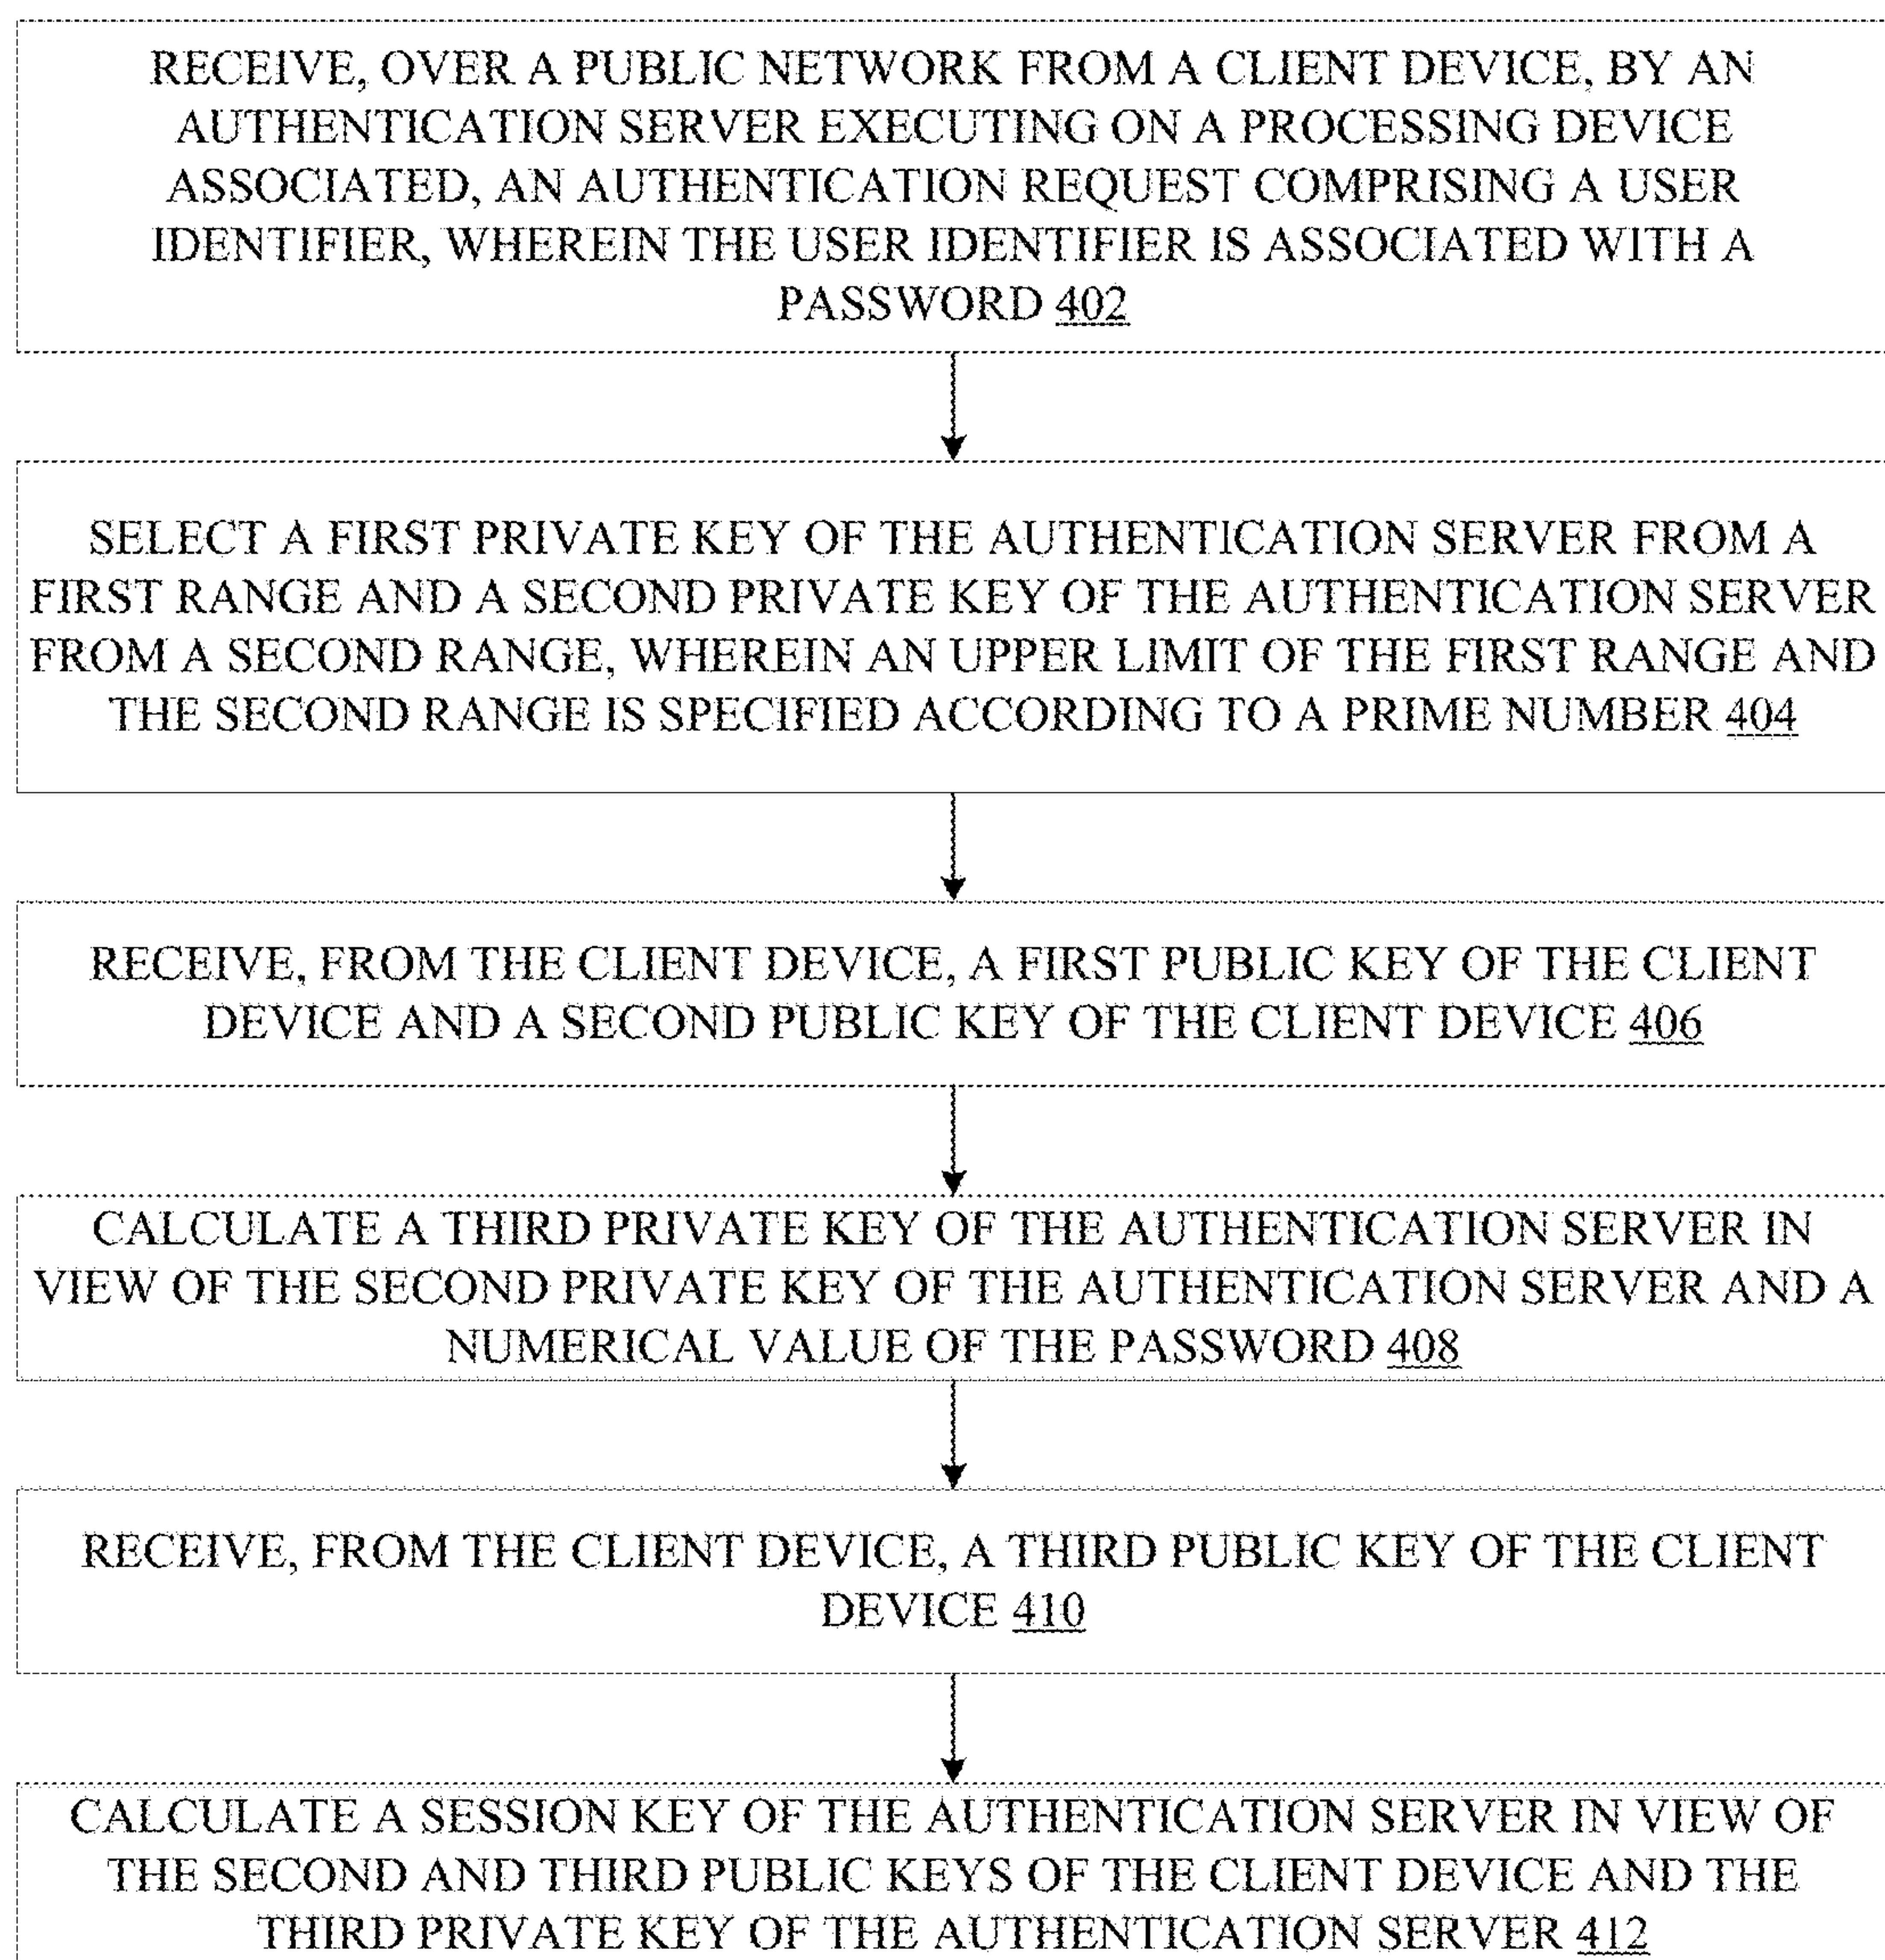 RECEIVE, OVER A PUBLIC NETWORK FROM A CLIENT DEVICE, BY AN
AUTHENTICATION SERVER EXECUTING ON A PROCESSING DEVICE
ASSOCIATED, AN AUTHENTICATION REQUEST COMPRISING A USER
IDENTIFIER, WHEREIN THE USER IDENTIFIER IS ASSOCIATED WITH A
PASSWORD 402
SELECT A FIRST PRIVATE KEY OF THE AUTHENTICATION SERVER FROM A
FIRST RANGE AND A SECOND PRIVATE KEY OF THE AUTHENTICATION SERVER
FROM A SECOND RANGE, WHEREIN AN UPPER LIMIT OF THE FIRST RANGE AND
THE SECOND RANGE IS SPECIFIED ACCORDING TO A PRIME NUMBER 404
RECEIVE, FROM THE CLIENT DEVICE, A FIRST PUBLIC KEY OF THE CLIENT
DEVICE AND A SECOND PUBLIC KEY OF THE CLIENT DEVICE 406
CALCULATE A THIRD PRIVATE KEY OF THE AUTHENTICATION SERVER IN
VIEW OF THE SECOND PRIVATE KEY OF THE AUTHENTICATION SERVER AND A
NUMERICAL VALUE OF THE PASSWORD 408
RECEIVE, FROM THE CLIENT DEVICE, A THIRD PUBLIC KEY OF THE CLIENT
DEVICE 410
CALCULATE A SESSION KEY OF THE AUTHENTICATION SERVER IN VIEW OF
THE SECOND AND THIRD PUBLIC KEYS OF THE CLIENT DEVICE AND THE
THIRD PRIVATE KEY OF THE AUTHENTICATION SERVER 412